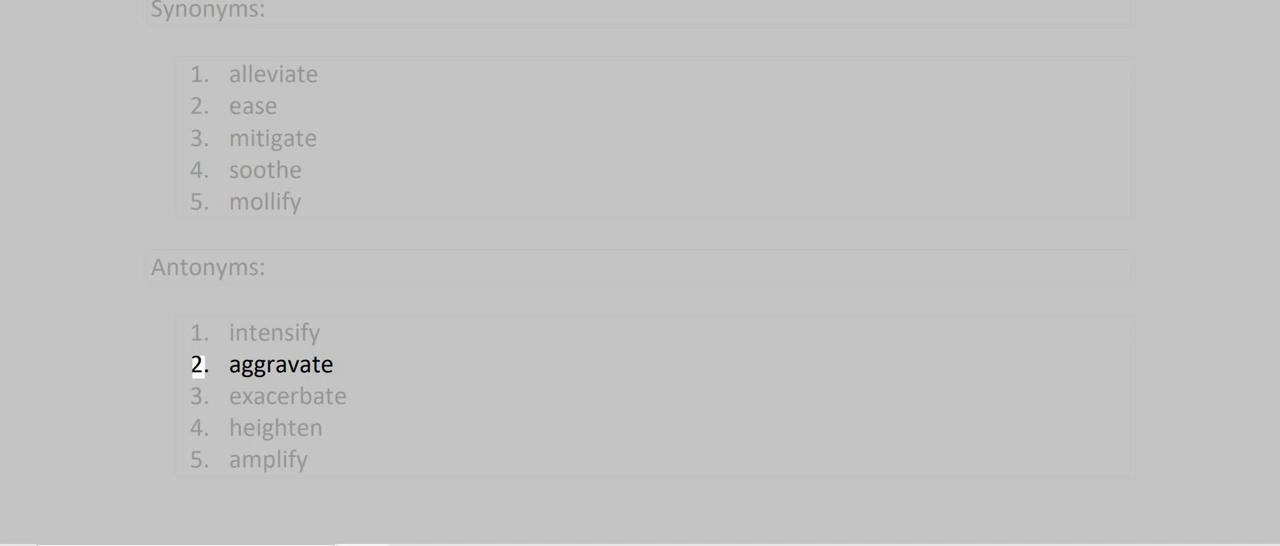 Synonyms:
1. alleviate
2. ease
3. mitigate
4. soothe
5. mollify
Antonyms:
1. intensify
2. aggravate
3. exacerbate
4. heighten
5. amplify